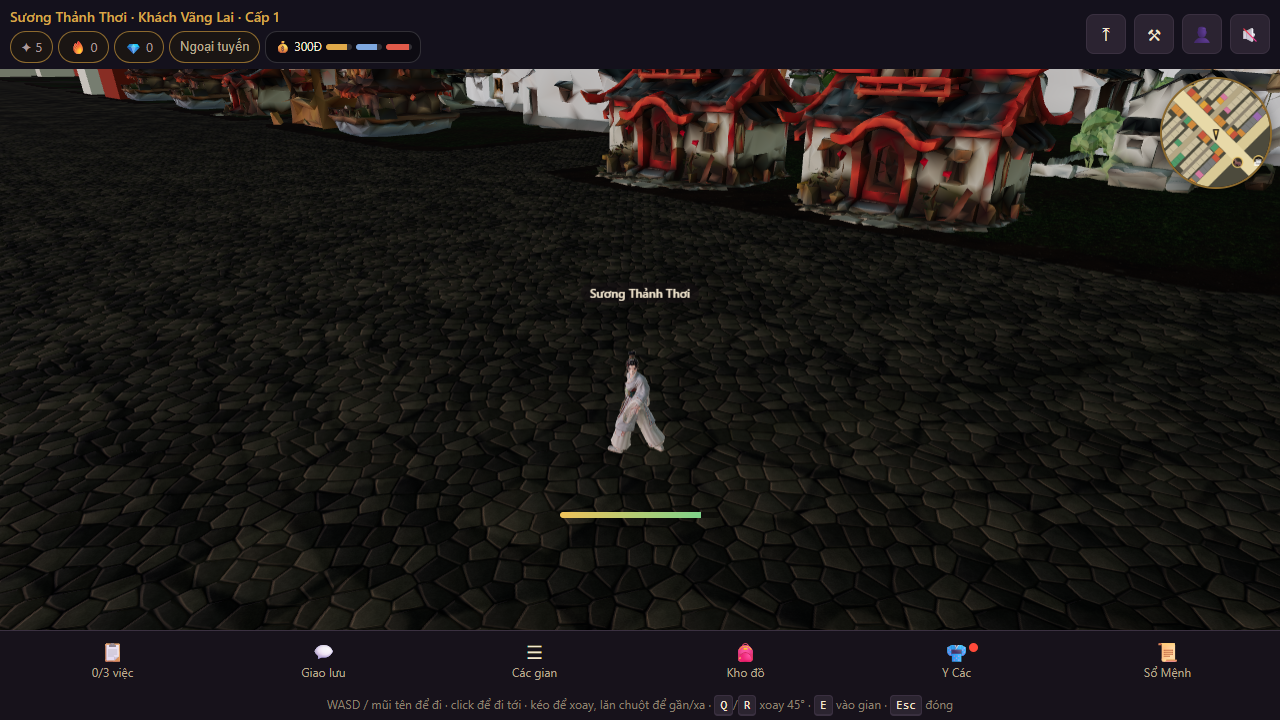 Sương Thảnh Thơi · Khách Vãng Lai · Cấp 1
5
0
0
Ngoại tuyến
300Đ
Sương Thảnh Thơi
0/3 việc
Giao lưu
Các gian
Kho đồ
Y Các
Sổ Mệnh
WASD / mũi tên để đi · click để đi tới · kéo để xoay, lăn chuột để gần/xa · Q / R xoay 45° · E vào gian · Esc đóng